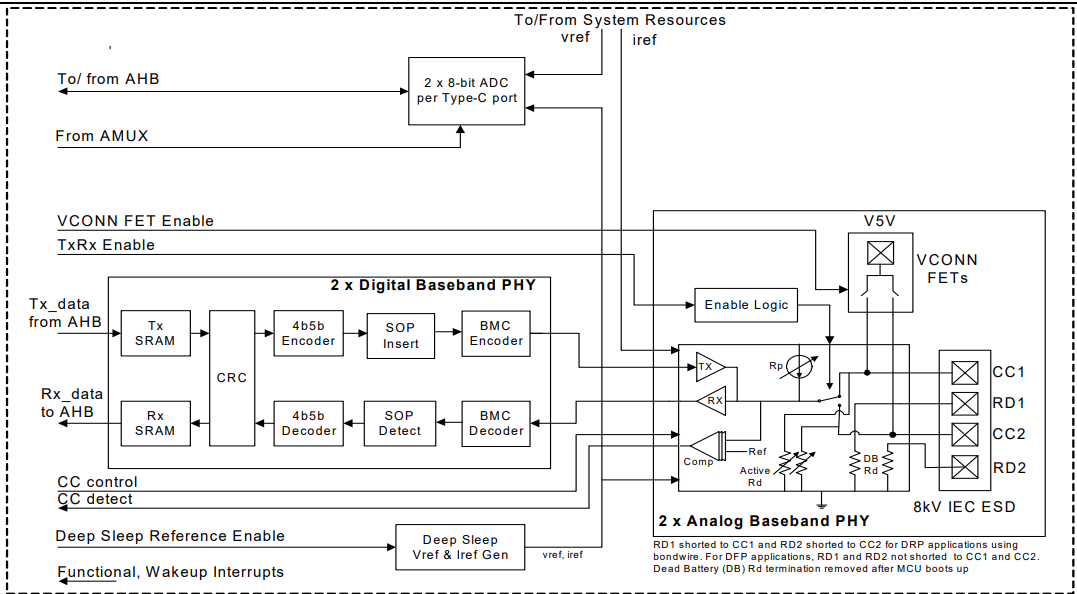 To/From System Resources
vref
iref
To/ from AHB
2 x 8-bit ADC
per Type-C port
From AMUX
VCONN FET Enable
TxRx Enable
V5V
VCONN
FETs
2 x Digital Baseband PHY
Enable Logic
Tx_data
from AHB
Tx
SRAM
CRC
4b5b
Encoder
SOP
Insert
BMC
Encoder
TX
Rp
CC1
Rx_data
to AHB
Rx
SRAM
4b5b
Decoder
SOP
Detect
BMC
Decoder
RX
RD1
CC2
Comp
Ref
Active
Rd
DB
Rd
RD2
CC control
CC detect
8kV IEC ESD
2 x Analog Baseband PHY
Deep Sleep Reference Enable
Deep Sleep
Vref & Iref Gen
vref, iref
RD1 shorted to CC1 and RD2 shorted to CC2 for DRP applications using
bondwire. For DFP applications, RD1 and RD2 not shorted to CC1 and CC2.
Dead Battery (DB) Rd termination removed after MCU boots up
Functional, Wakeup Interrupts